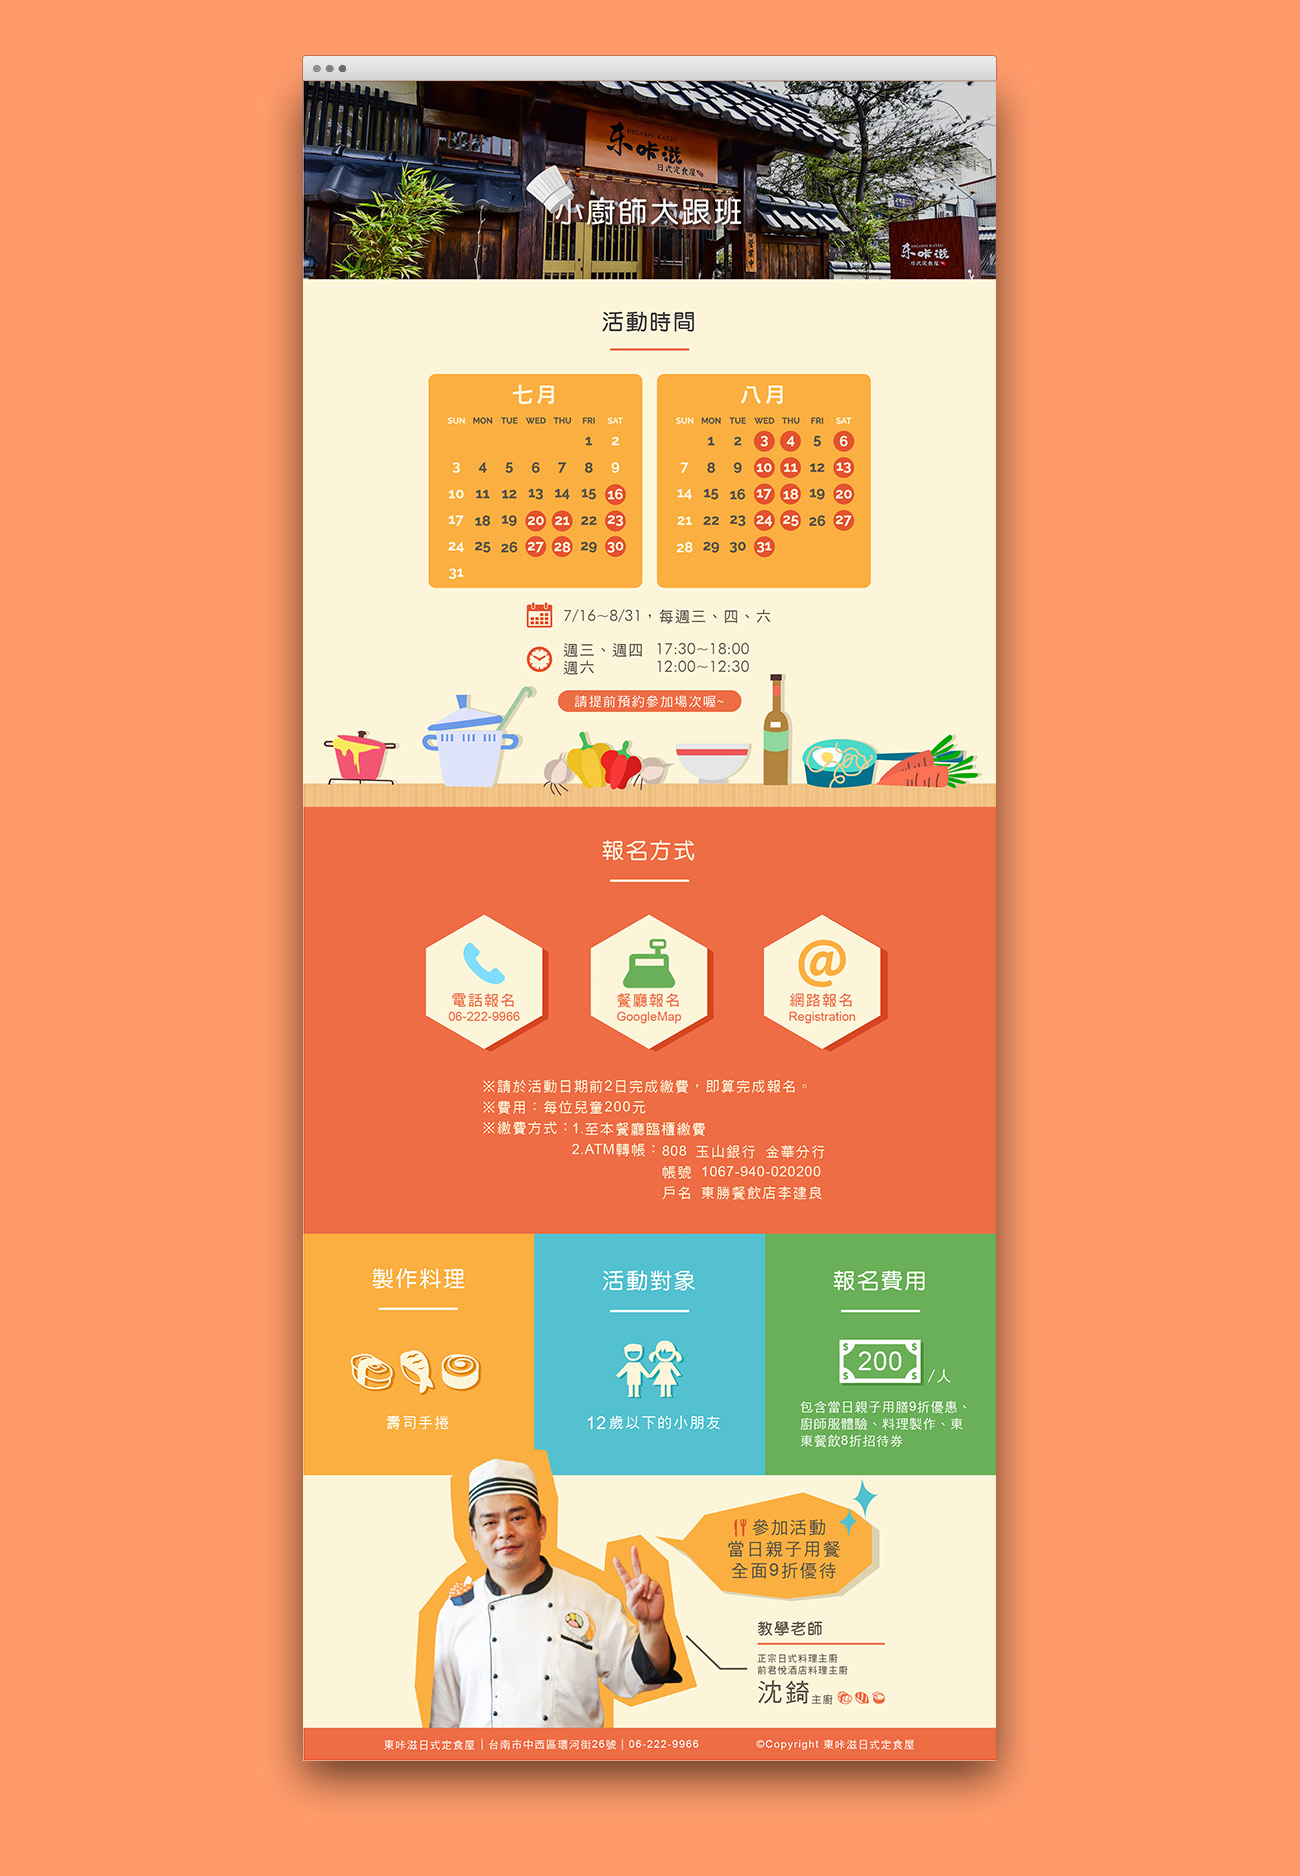 HIGASHI KATSU
东咔滋
日式定食屋
小廚師大跟班
營業中
东咔滋
HIGASHI KATSU
日式定食屋
活動時間
七月
SUN MON TUE WED THU FRI SAT
1 2
3 4 5 6 7 8 9
10 11 12 13 14 15 16
17 18 19 20 21 22 23
24 25 26 27 28 29 30
31
八月
SUN MON TUE WED THU FRI SAT
1 2 3 4 5 6
7 8 9 10 11 12 13
14 15 16 17 18 19 20
21 22 23 24 25 26 27
28 29 30 31
7/16~8/31，每週三、四、六
週三、週四 17:30~18:00
週六 12:00~12:30
請提前預約參加場次喔~
報名方式
電話報名
06-222-9966
餐廳報名
GoogleMap
@
網路報名
Registration
※請於活動日期前2日完成繳費，即算完成報名。
※費用：每位兒童200元
※繳費方式：1.至本餐廳臨櫃繳費
2.ATM轉帳：808 玉山銀行 金華分行
帳號 1067-940-020200
戶名 東勝餐飲店李建良
製作料理
壽司手捲
活動對象
12歲以下的小朋友
報名費用
$ $
200
$ $
/人
包含當日親子用膳9折優惠、
廚師服體驗、料理製作、東
東餐飲8折招待券
參加活動
當日親子用餐
全面9折優待
教學老師
正宗日式料理主廚
前君悅酒店料理主廚
沈錡主廚
東咔滋日式定食屋 | 台南市中西區環河街26號 | 06-222-9966
©Copyright 東咔滋日式定食屋